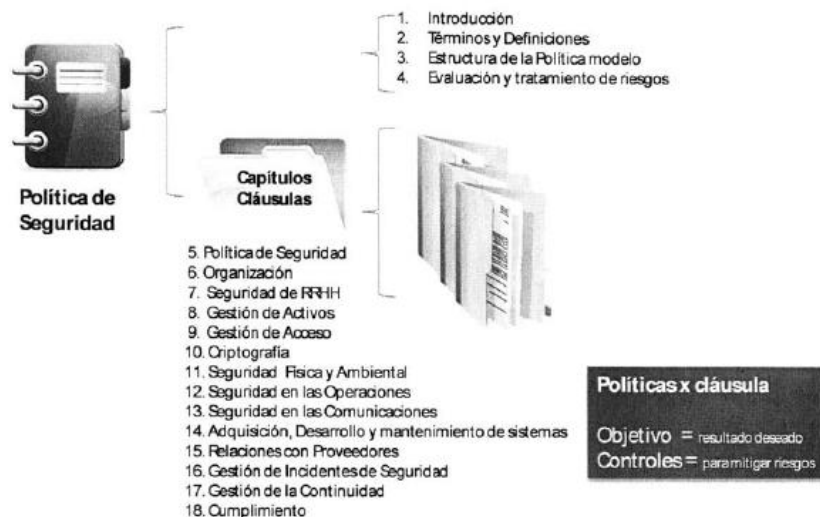 1. Introducción
2. Términos y Definiciones
3. Estructura de la Política modelo
4. Evaluación y tratamiento de riesgos
Política de
Seguridad
Capítulos
Cláusulas
5. Política de Seguridad
6. Organización
7. Seguridad de RRHH
8. Gestión de Activos
9. Gestión de Acceso
10. Criptografía
11. Seguridad Física y Ambiental
12. Seguridad en las Operaciones
13. Seguridad en las Comunicaciones
14. Adquisición, Desarrollo y mantenimiento de sistemas
15. Relaciones con Proveedores
16. Gestión de Incidentes de Seguridad
17. Gestión de la Continuidad
18. Cumplimiento
Políticas x cláusula
Objetivo = resultado deseado
Controles = para mitigar riesgos